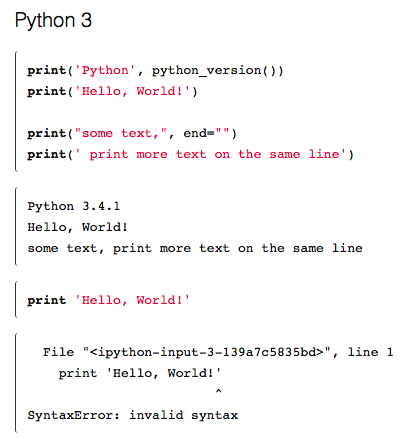 Python 3
print('Python', python_version())
print('Hello, World!')
print("some text,", end="")
print(' print more text on the same line')
Python 3.4.1
Hello, World!
some text, print more text on the same line
print 'Hello, World!'
File "<ipython-input-3-139a7c5835bd>", line 1
print 'Hello, World!'
^
SyntaxError: invalid syntax